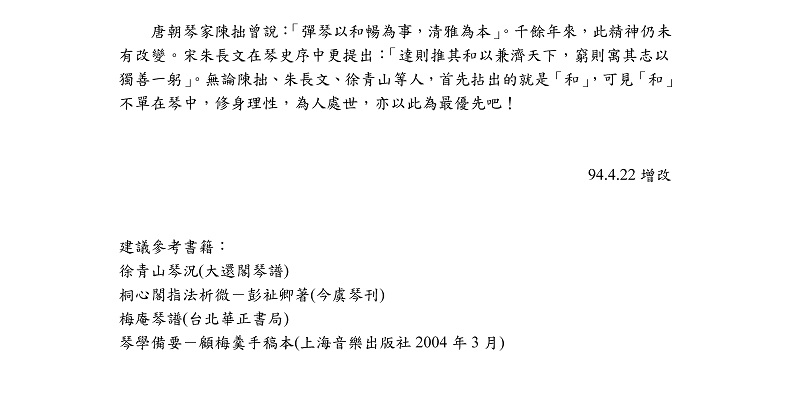 唐朝琴家陳拙曾說：「彈琴以和暢為事，清雅為本」。千餘年來，此精神仍未
有改變。宋朱長文在琴史序中更提出：「達則推其和以兼濟天下，窮則寓其志以
獨善一躬」。無論陳拙、朱長文、徐青山等人，首先拈出的就是「和」，可見「和」
不單在琴中，修身理性，為人處世，亦以此為最優先吧！
94.4.22 增改
建議參考書籍：
徐青山琴況(大還閣琴譜)
桐心閣指法析微－彭祉卿著(今虞琴刊)
梅庵琴譜(台北華正書局)
琴學備要－顧梅羹手稿本(上海音樂出版社 2004 年 3 月)